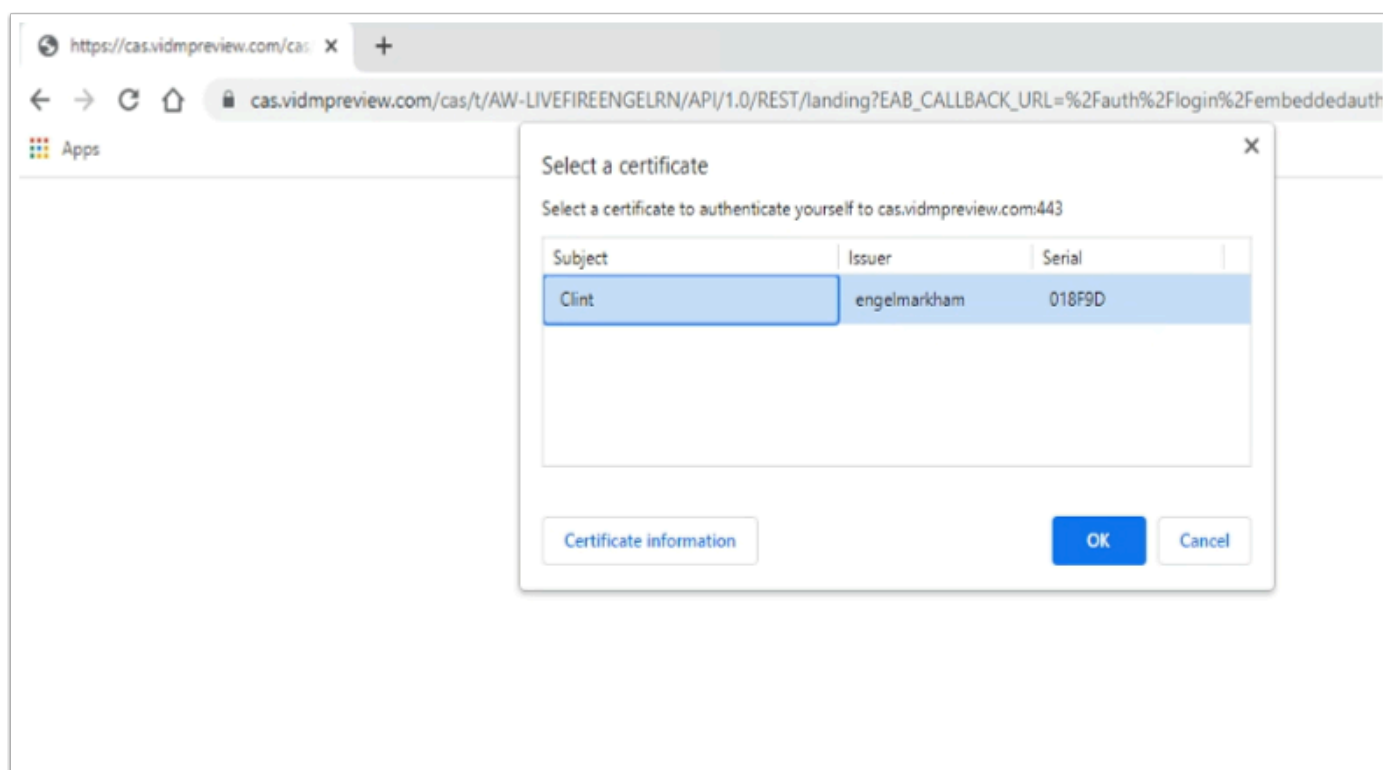 https://cas.vidmpreview.com/cas
cas.vidmpreview.com/cas/t/AW-LIVEFIREENGELRN/API/1.0/REST/landing?EAB_CALLBACK_URL=%2Fauth%2Flogin%2Fembeddedauth
Apps
Select a certificate
Select a certificate to authenticate yourself to cas.vidmpreview.com:443
Subject Issuer Serial
Clint engelmarkham 018F9D
Certificate information OK Cancel